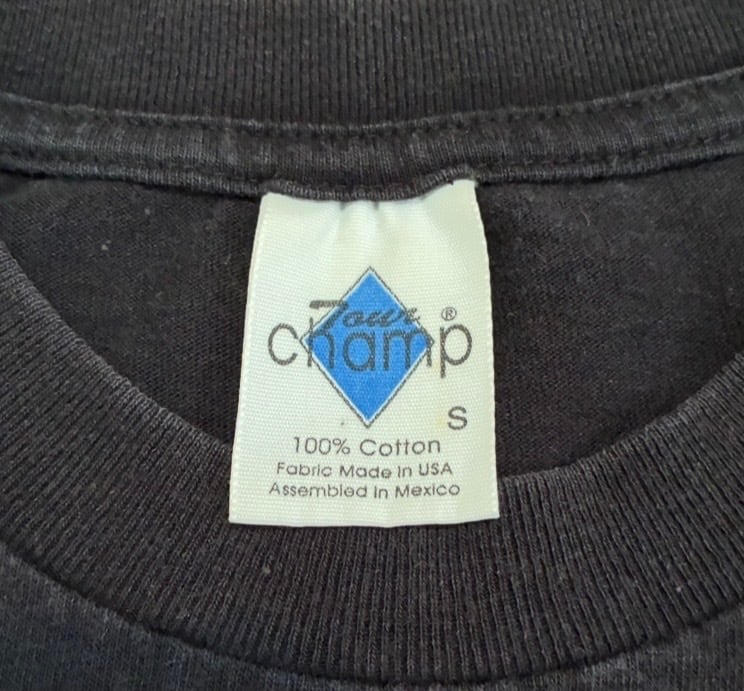 Tour
champ®
S
100% Cotton
Fabric Made In USA
Assembled In Mexico